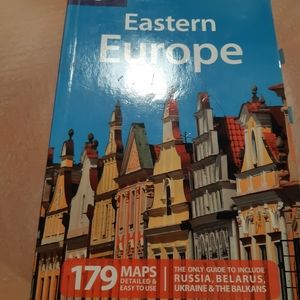 Eastern
Europe
179 MAPS
DETAILED &
EASY TO USE
THE ONLY GUIDE TO INCLUDE
RUSSIA, BELARUS,
UKRAINE & THE BALKANS